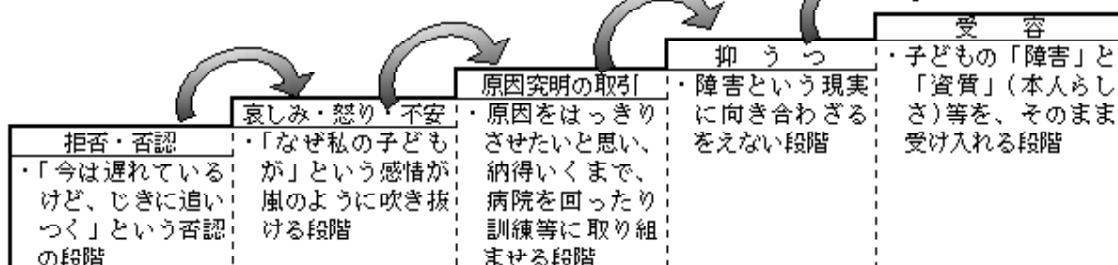 拒否・否認
・「今は遅れている
けど、じきに追い
つく」という否認
の段階
哀しみ・怒り・不安
・「なぜ私の子ども
が」という感情が
嵐のように吹き抜
ける段階
原因究明の取引
・原因をはっきり
させたいと思い、
納得いくまで、
病院を回ったり
訓練等に取り組
ませる段階
抑うつ
・障害という現実
に向き合わざる
をえない段階
受容
・子どもの「障害」と
「資質」(本人らし
さ)等を、そのまま
受け入れる段階